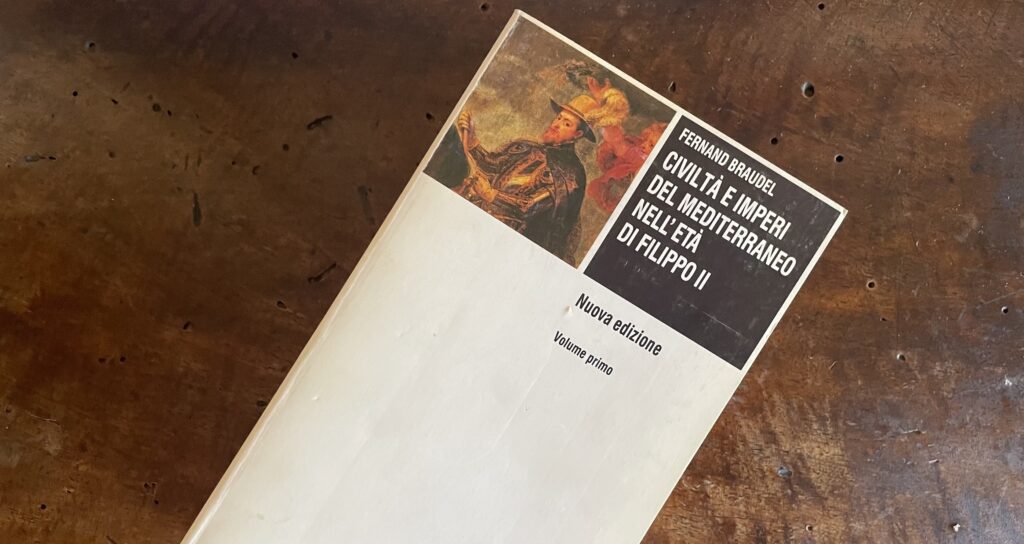 FERNAND BRAUDEL
CIVILTÀ E IMPERI
DEL MEDITERRANEO
NELL'ETÀ
DI FILIPPO II
Nuova edizione
Volume primo